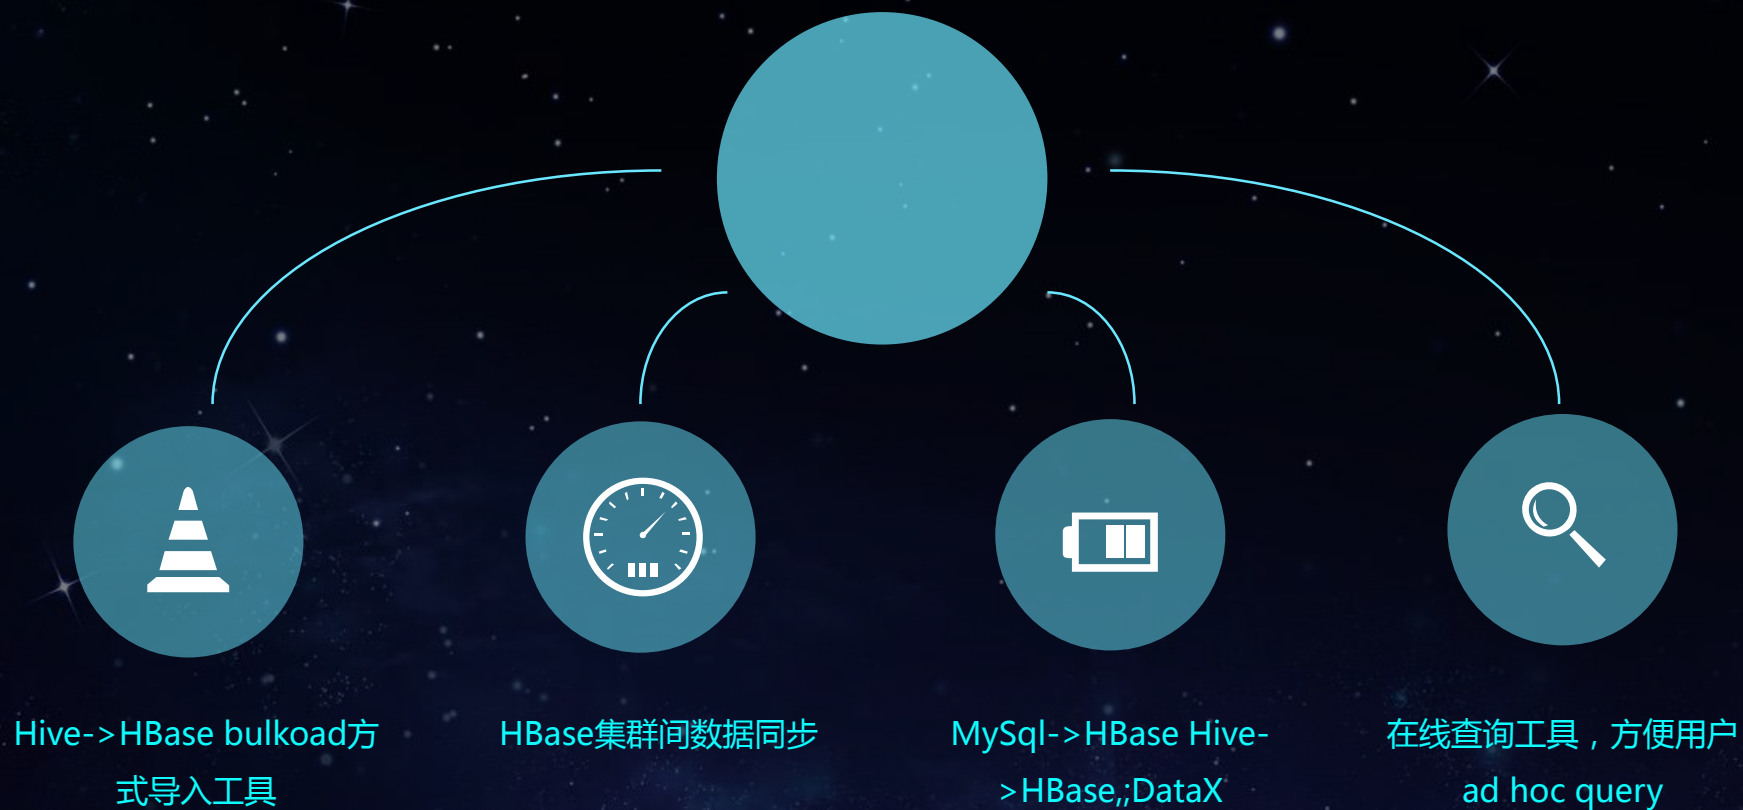 Hive->HBase bulkoad方
式导入工具
HBase集群间数据同步
MySql->HBase Hive-
>HBase,;DataX
在线查询工具，方便用户
ad hoc query